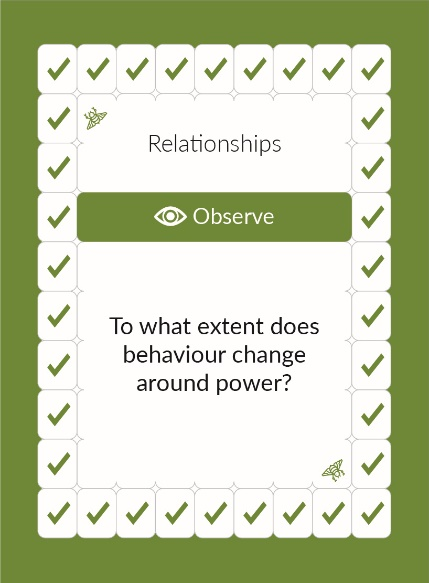 Relationships
Observe
To what extent does
behaviour change
around power?